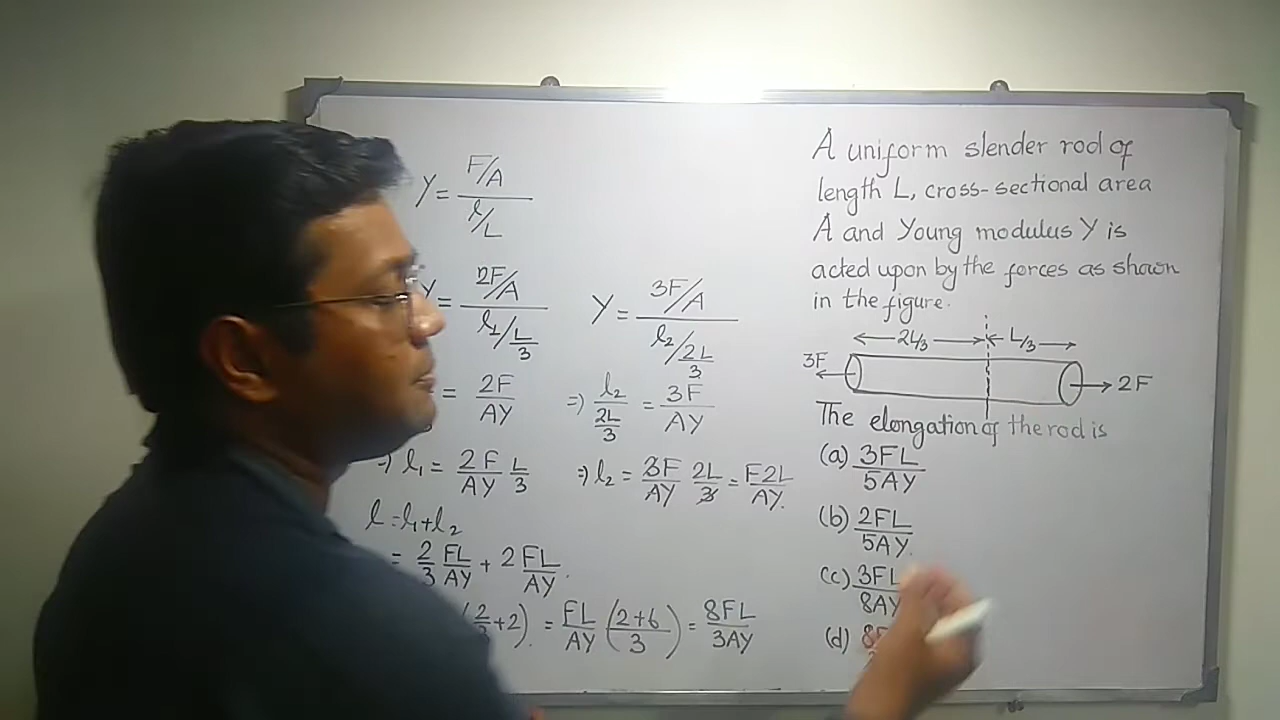 Y = F/A / l/L
Y = 2F/A / l₁/L/3
Y = 3F/A / l₂/2L/3
= 2F/AY
⇒ l₂ / 2L/3 = 3F/AY
⇒ l₁ = 2F/AY L/3
⇒ l₂ = 3F/AY 2L/3 = F2L/AY.
l = l₁+l₂
= 2/3 FL/AY + 2 FL/AY.
+2). = FL/AY (2+6/3) = 8FL/3AY
A uniform slender rod of
length L, cross-sectional area
A and Young modulus Y is
acted upon by the forces as shown
in the figure.
2L/3 L/3
3F 2F
The elongation of the rod is
(a) 3FL/5AY
(b) 2FL/5AY.
(c) 3FL/8AY
(d)